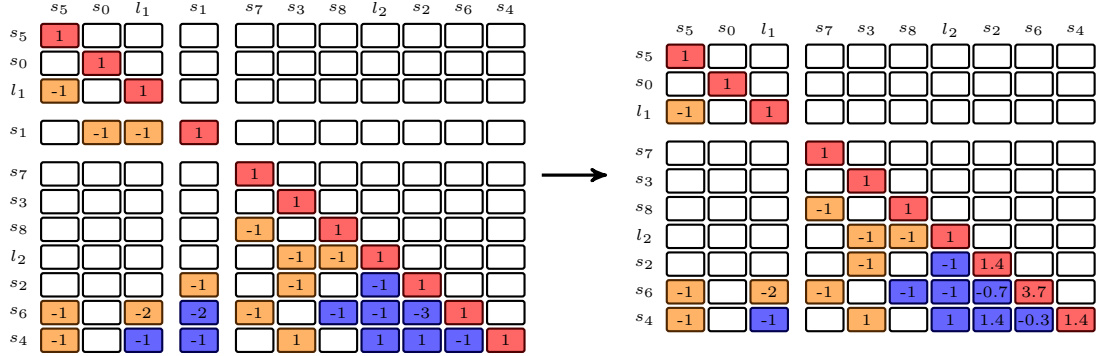 s5 s0 l1 s1 s7 s3 s8 l2 s2 s6 s4
s5 1
s0 1
l1 -1 1
s1 -1 -1 1
s7 1
s3 1
s8 -1 1
l2 -1 -1 1
s2 -1 -1 -1 1
s6 -1 -2 -2 -1 -1 -1 -3 1
s4 -1 -1 -1 1 1 1 -1 1
s5 s0 l1 s7 s3 s8 l2 s2 s6 s4
s5 1
s0 1
l1 -1 1
s7 1
s3 1
s8 -1 1
l2 -1 -1 1
s2 -1 -1 1.4
s6 -1 -2 -1 -1 -1 -0.7 3.7
s4 -1 -1 1 1 1.4 -0.3 1.4